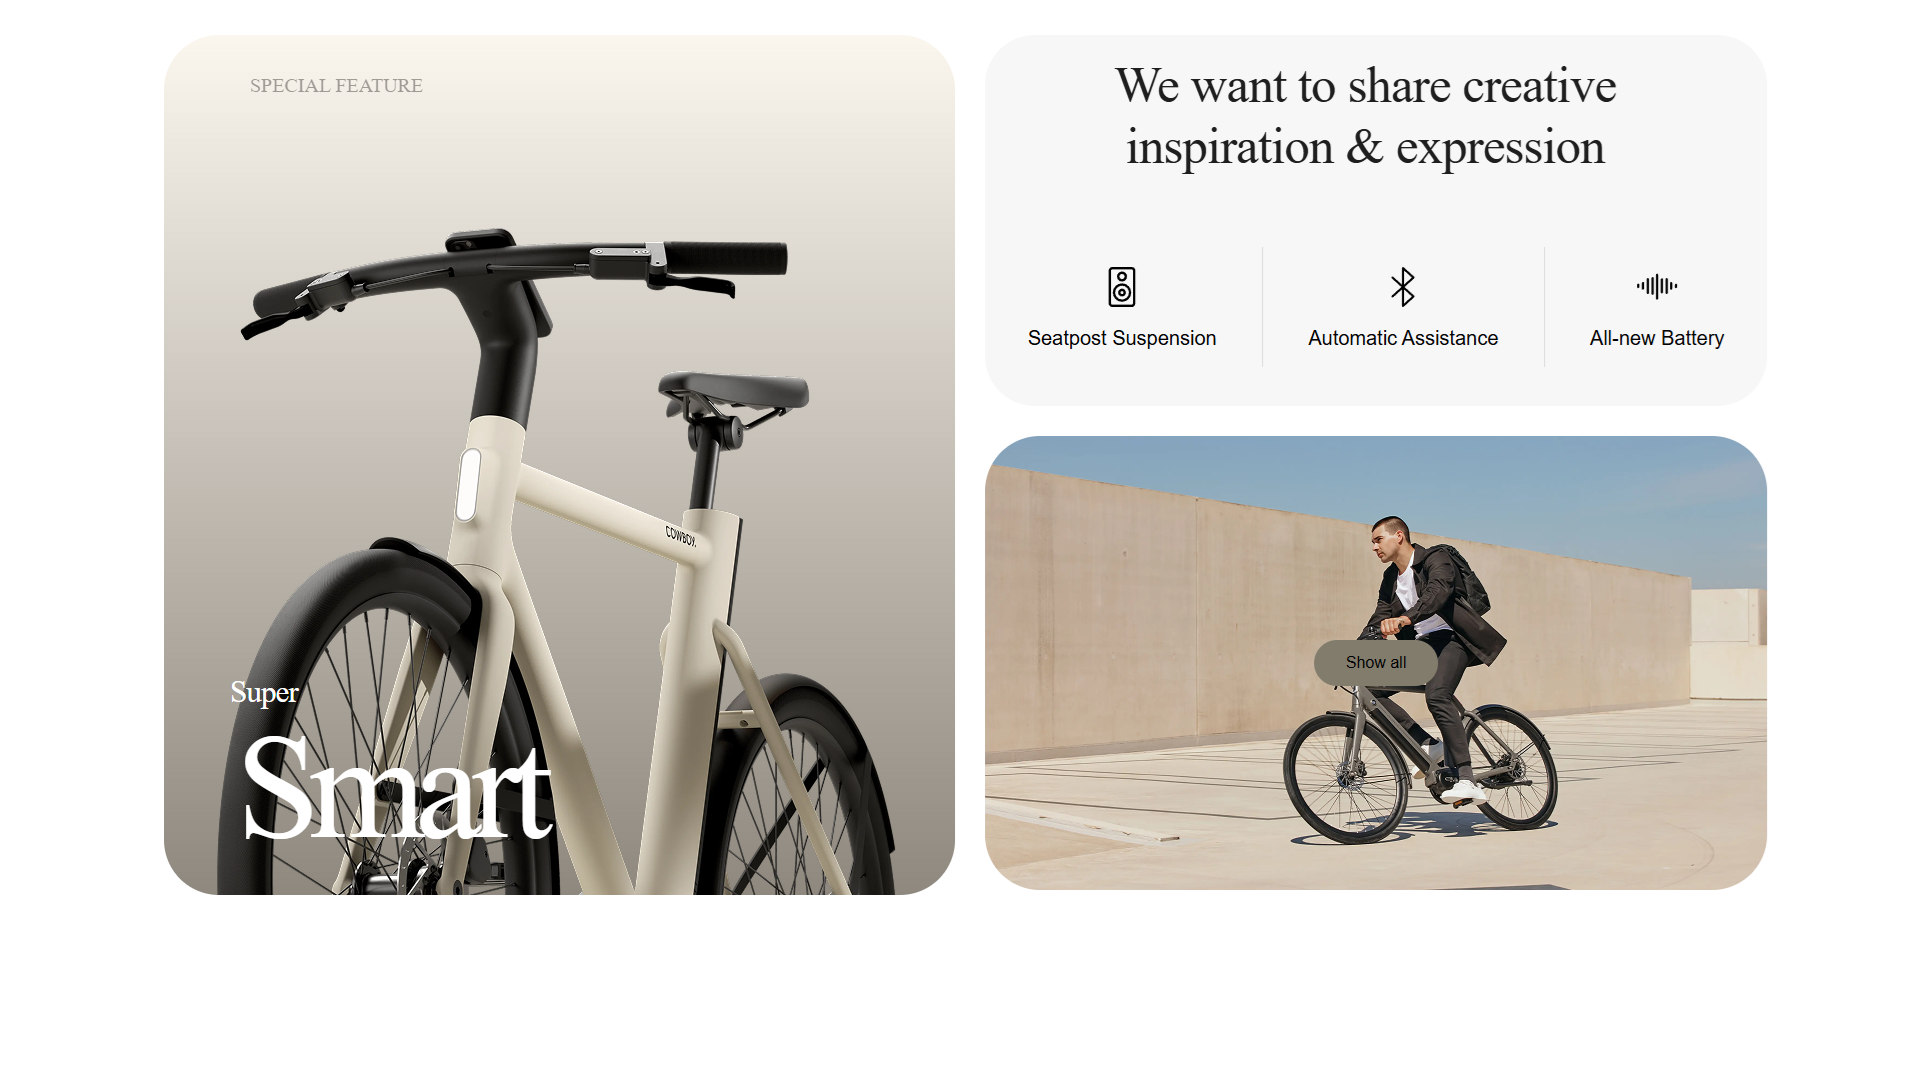 SPECIAL FEATURE
COWBOY.
Super
Smart
We want to share creative
inspiration & expression
Seatpost Suspension
Automatic Assistance
All-new Battery
Show all